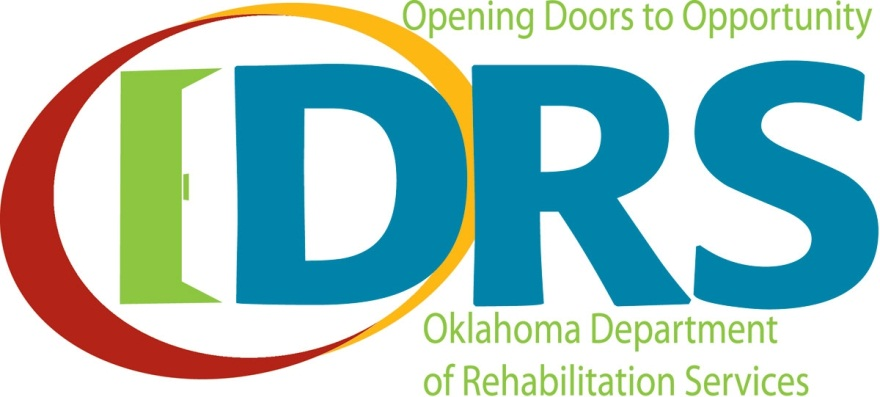 Opening Doors to Opportunity
DRS
Oklahoma Department
of Rehabilitation Services